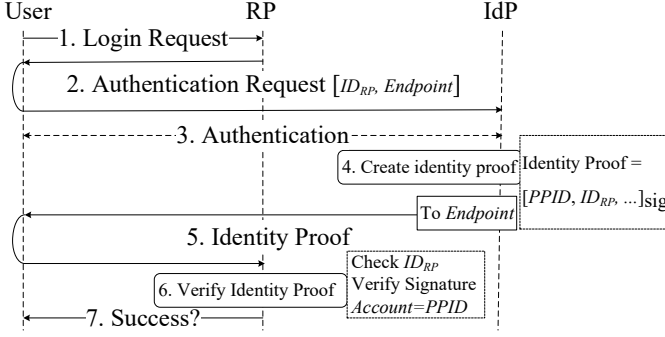 User RP IdP
1. Login Request
2. Authentication Request [ID_RP, Endpoint]
3. Authentication
4. Create identity proof
Identity Proof =
[PPID, ID_RP, ...]sig
To Endpoint
5. Identity Proof
6. Verify Identity Proof
Check ID_RP
Verify Signature
Account=PPID
7. Success?